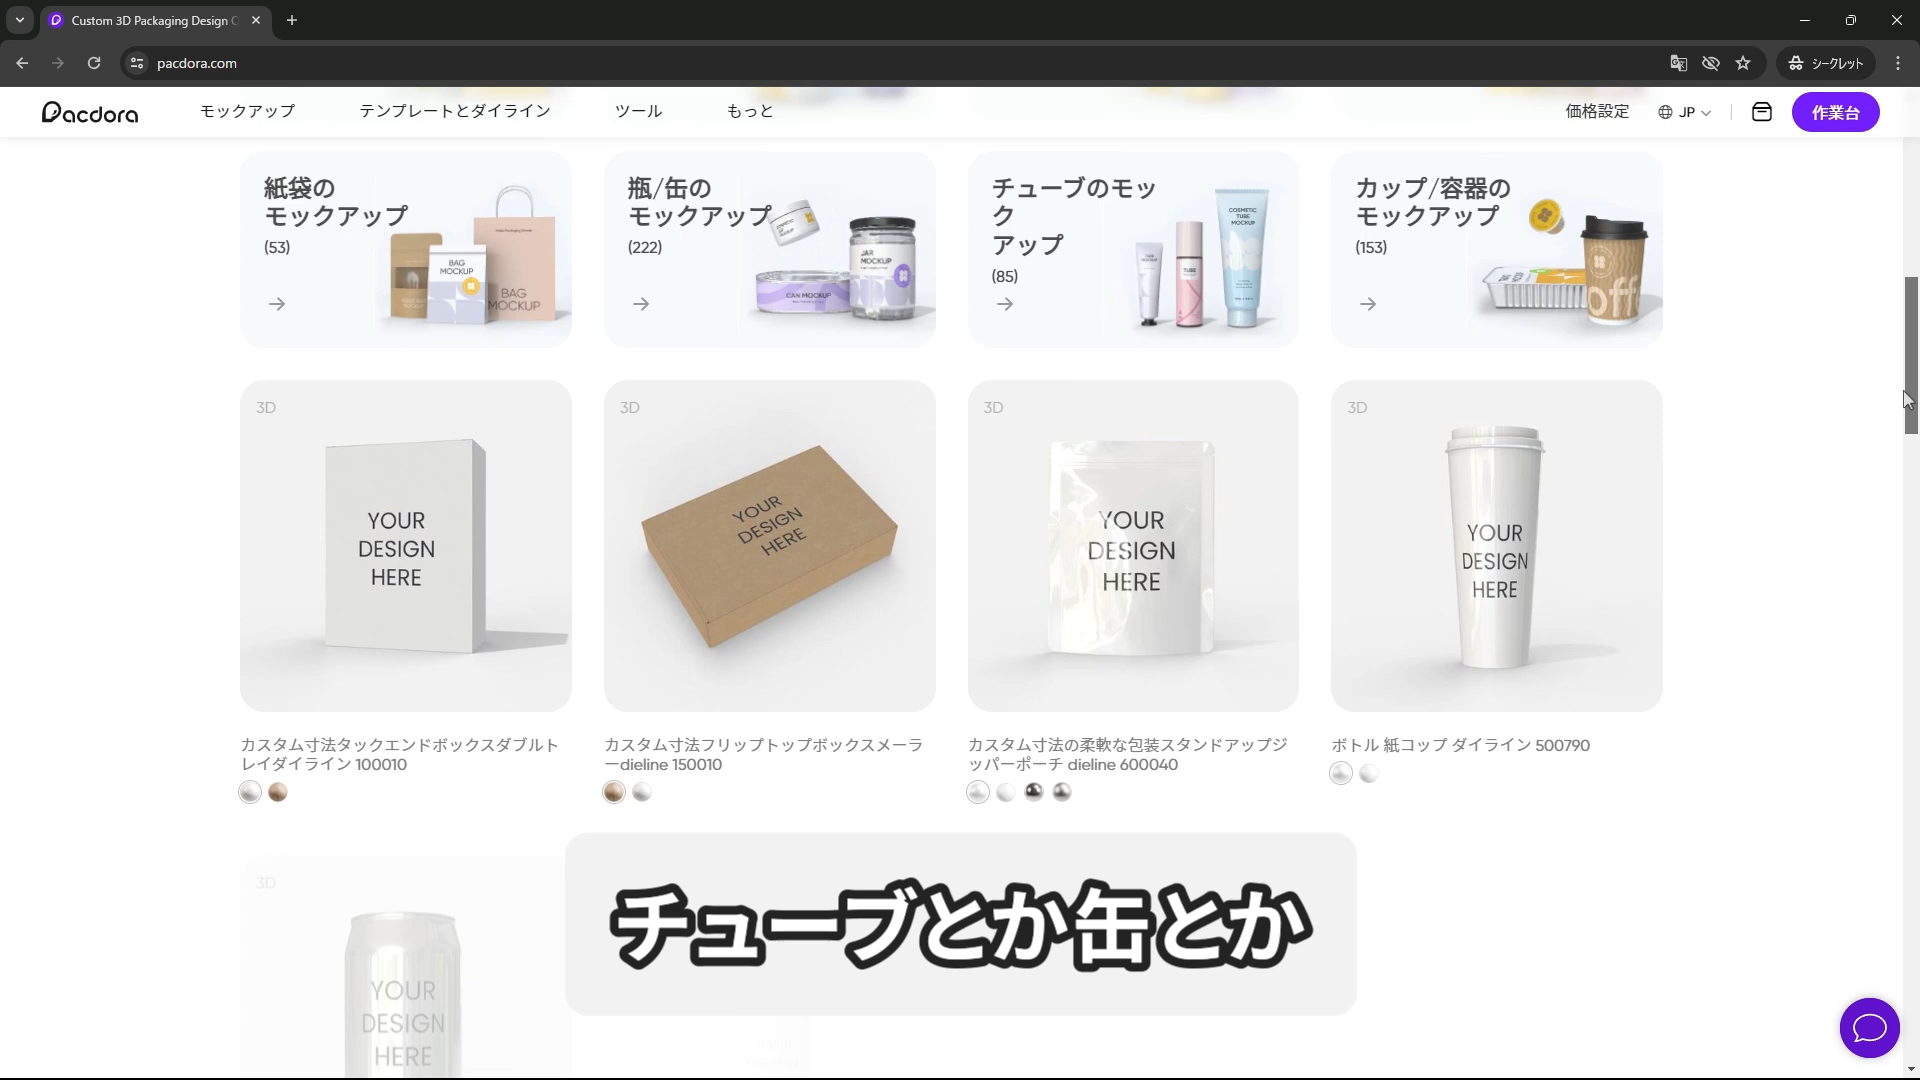 Custom 3D Packaging Design
pacdora.com
シークレット
Pacdora
モックアップ
テンプレートとダイライン
ツール
もっと
価格設定
JP
作業台
紙袋の
モックアップ
(53)
BAG
MOCKUP
BAG
MOCKUP
瓶/缶の
モックアップ
(222)
JAR
MOCKUP
CAN MOCKUP
チューブのモッ
ク
アップ
(85)
TUBE
COSMETIC
TUBE
MOCKUP
カップ/容器の
モックアップ
(153)
Off
3D
YOUR
DESIGN
HERE
3D
YOUR
DESIGN
HERE
3D
YOUR
DESIGN
HERE
3D
YOUR
DESIGN
HERE
カスタム寸法タックエンドボックスダブルト
レイダイライン 100010
カスタム寸法フリップトップボックスメーラ
ーdieline 150010
カスタム寸法の柔軟な包装スタンドアップジ
ッパーポーチ dieline 600040
ボトル 紙コップ ダイライン 500790
3D
YOUR
DESIGN
HERE
チューブとか缶とか